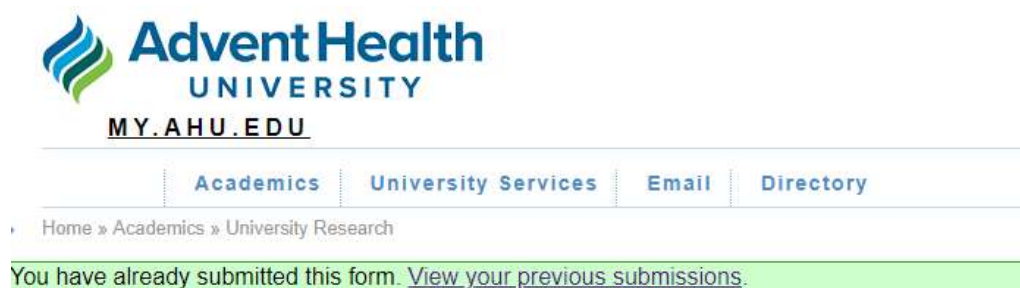 AdventHealth
UNIVERSITY
MY.AHU.EDU
Academics University Services Email Directory
Home » Academics » University Research
You have already submitted this form. View your previous submissions.